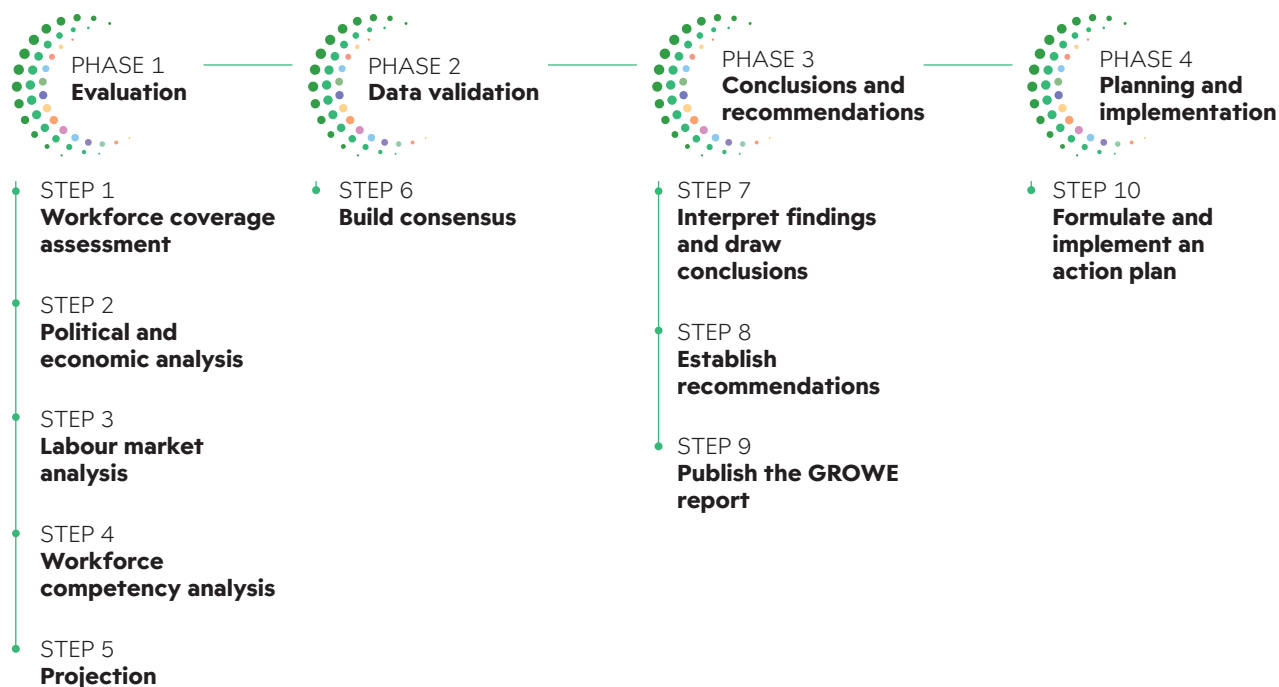 PHASE 1
Evaluation
PHASE 2
Data validation
PHASE 3
Conclusions and
recommendations
PHASE 4
Planning and
implementation
STEP 1
Workforce coverage
assessment
STEP 2
Political and
economic analysis
STEP 3
Labour market
analysis
STEP 4
Workforce
competency analysis
STEP 5
Projection
STEP 6
Build consensus
STEP 7
Interpret findings
and draw
conclusions
STEP 8
Establish
recommendations
STEP 9
Publish the GROWE
report
STEP 10
Formulate and
implement an
action plan